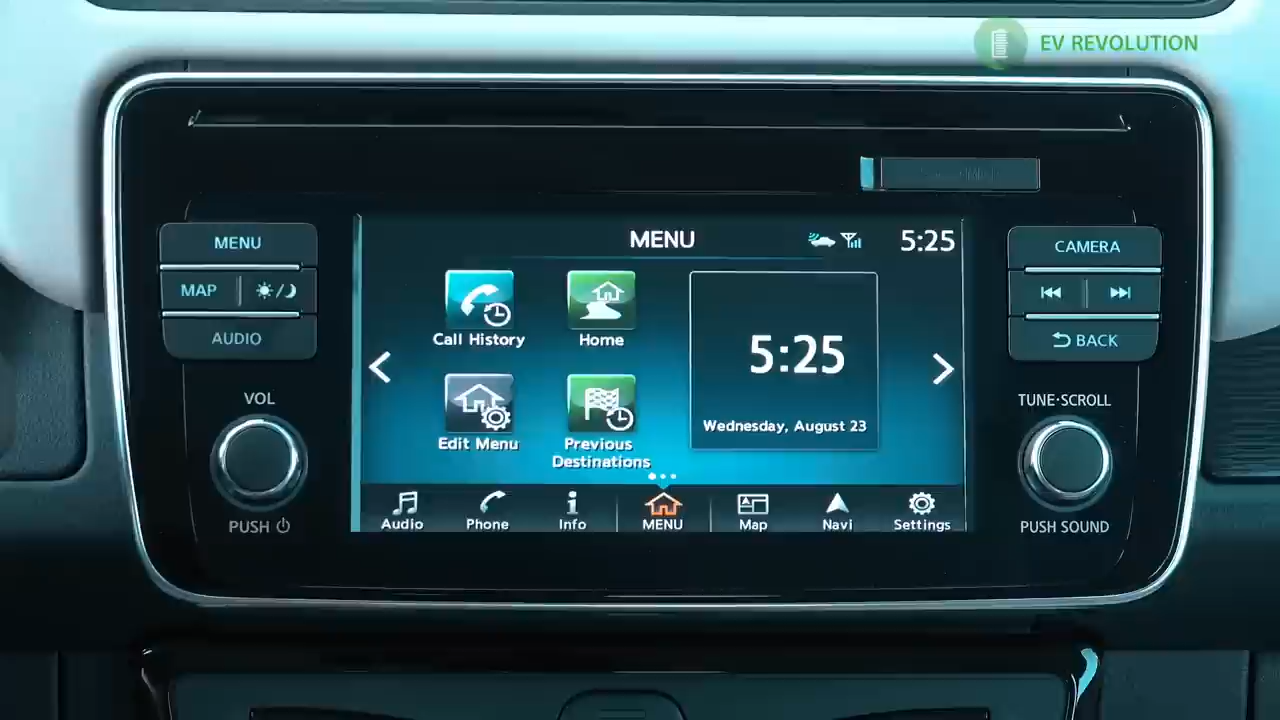 EV REVOLUTION
MENU
MAP
AUDIO
VOL
PUSH
MENU
5:25
Call History
Home
Edit Menu
Previous
Destinations
5:25
Wednesday, August 23
Audio
Phone
Info
MENU
Map
Navi
Settings
CAMERA
BACK
TUNE·SCROLL
PUSH SOUND